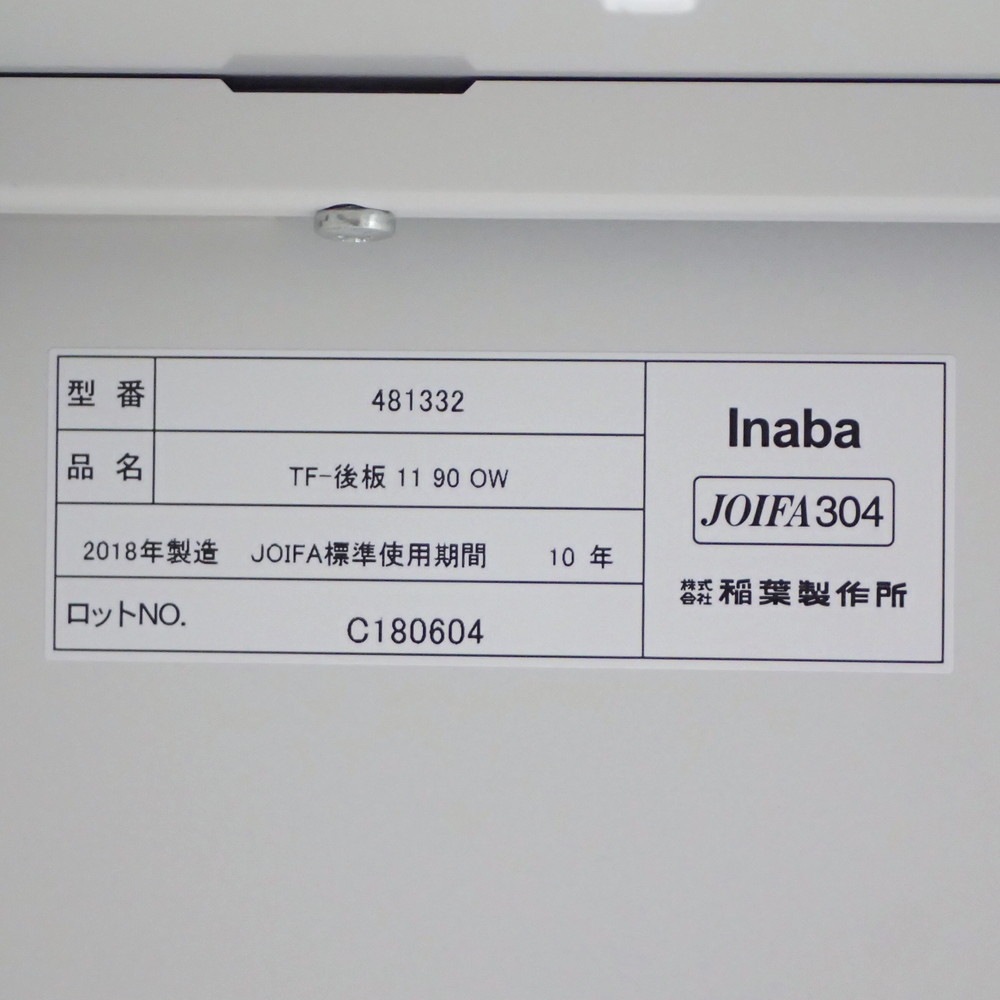 型番 481332
品名 TF-後板 11 90 OW
2018年製造 JOIFA標準使用期間 10年
ロットNO. C180604
Inaba
JOIFA304
株式会社 稲葉製作所